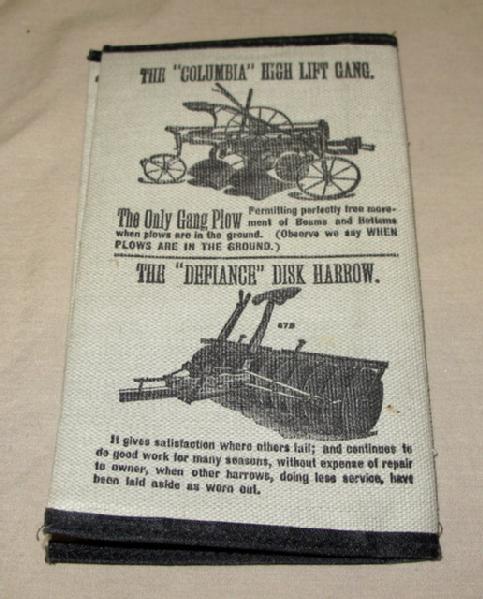 THE "COLUMBIA" HIGH LIFT GANG.
The Only Gang Plow Permitting perfectly free move-
ment of Beams and Bottoms
when plows are in the ground. (Observe we say WHEN
PLOWS ARE IN THE GROUND.)
THE "DEFIANCE" DISK HARROW.
It gives satisfaction where others fail; and continues to
do good work for many seasons, without expense of repair
to owner, when other harrows, doing less service, have
been laid aside as worn out.